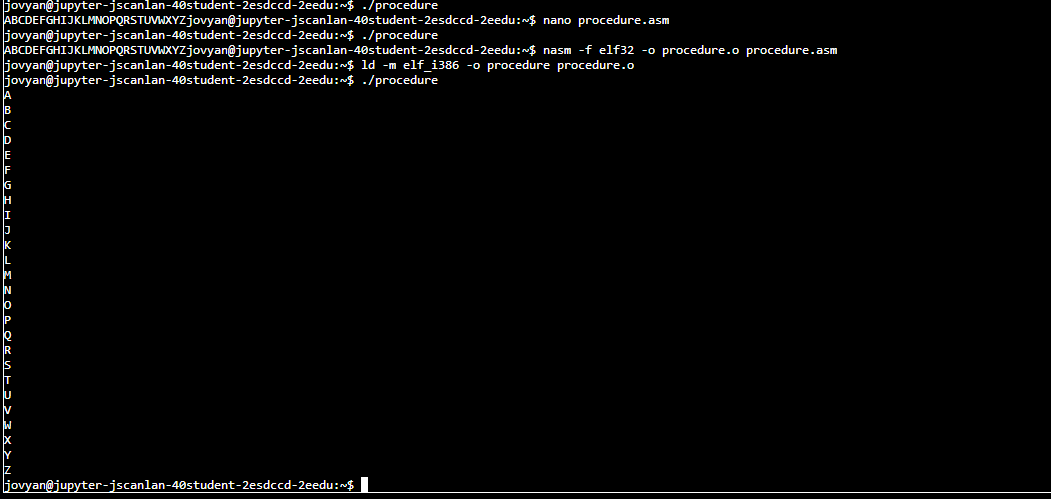 jovyan@jupyter-jscanlan-40student-2esdccd-2eedu:~$ ./procedure
ABCDEFGHIJKLMNOPQRSTUVWXYZjovyan@jupyter-jscanlan-40student-2esdccd-2eedu:~$ nano procedure.asm
jovyan@jupyter-jscanlan-40student-2esdccd-2eedu:~$ ./procedure
ABCDEFGHIJKLMNOPQRSTUVWXYZjovyan@jupyter-jscanlan-40student-2esdccd-2eedu:~$ nasm -f elf32 -o procedure.o procedure.asm
jovyan@jupyter-jscanlan-40student-2esdccd-2eedu:~$ ld -m elf_i386 -o procedure procedure.o
jovyan@jupyter-jscanlan-40student-2esdccd-2eedu:~$ ./procedure
A
B
C
D
E
F
G
H
I
J
K
L
M
N
O
P
Q
R
S
T
U
V
W
X
Y
Z
jovyan@jupyter-jscanlan-40student-2esdccd-2eedu:~$